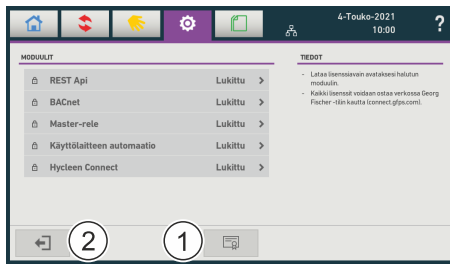 4-Touko-2021
10:00
?
MODUULIT
REST Api Lukittu >
BACnet Lukittu >
Master-rele Lukittu >
Käyttölaitteen automaatio Lukittu >
Hycleen Connect Lukittu >
TIEDOT
- Lataa lisenssiavain avataksesi halutun
moduulin.
- Kaikki lisenssit voidaan ostaa verkossa Georg
Fischer -tilin kautta (connect.gfps.com).
2
1